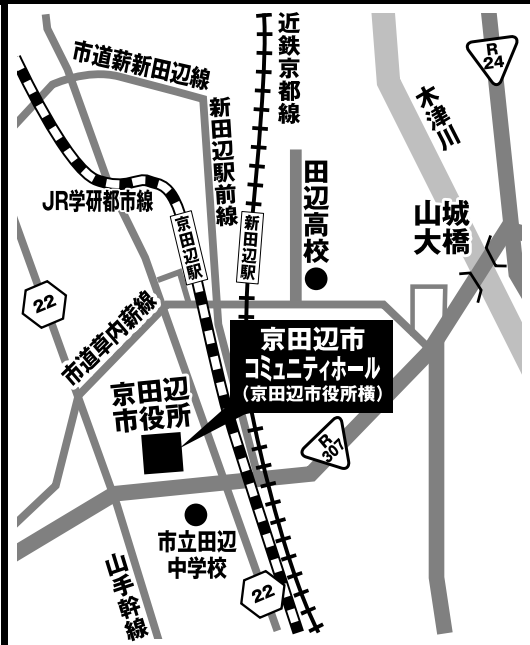 近鉄京都線
R
24
市道薪新田辺線
木津川
新田辺駅前線
田辺高校
JR学研都市線
山城
大橋
京田辺駅
新田辺駅
22
市道草内薪線
京田辺市
コミュニティホール
(京田辺市役所横)
京田辺
市役所
R
307
市立田辺
中学校
山手幹線
22